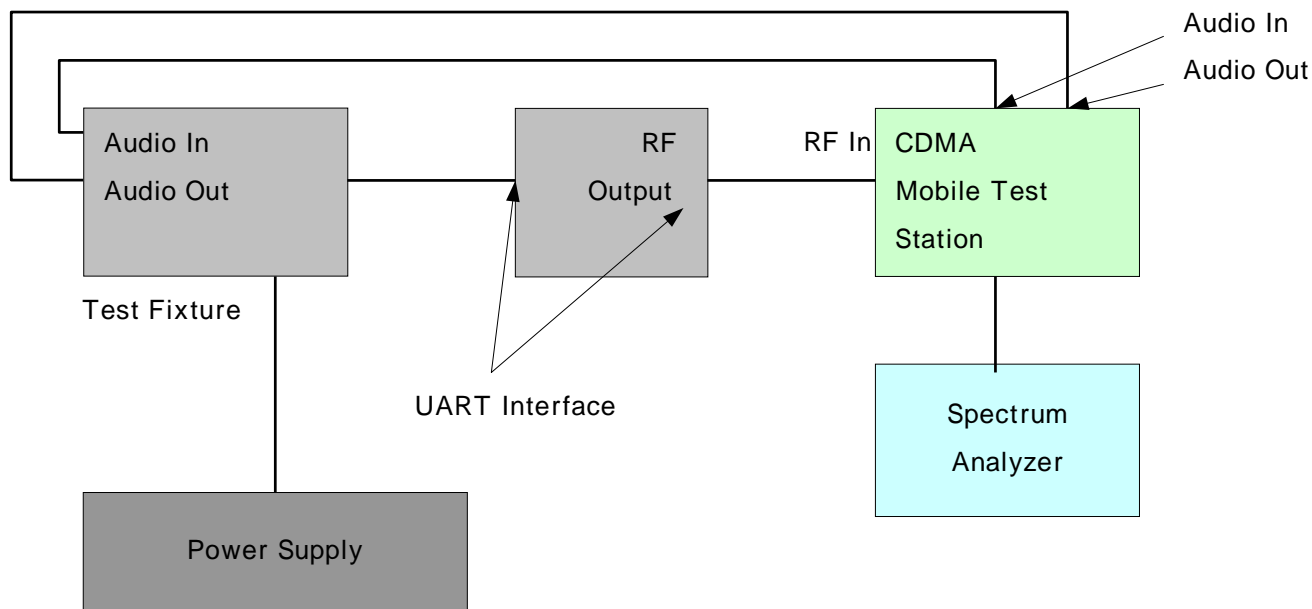 Audio In
Audio Out
Audio In
Audio Out
Test Fixture
RF
Output
UART Interface
RF In
CDMA
Mobile Test
Station
Spectrum
Analyzer
Power Supply